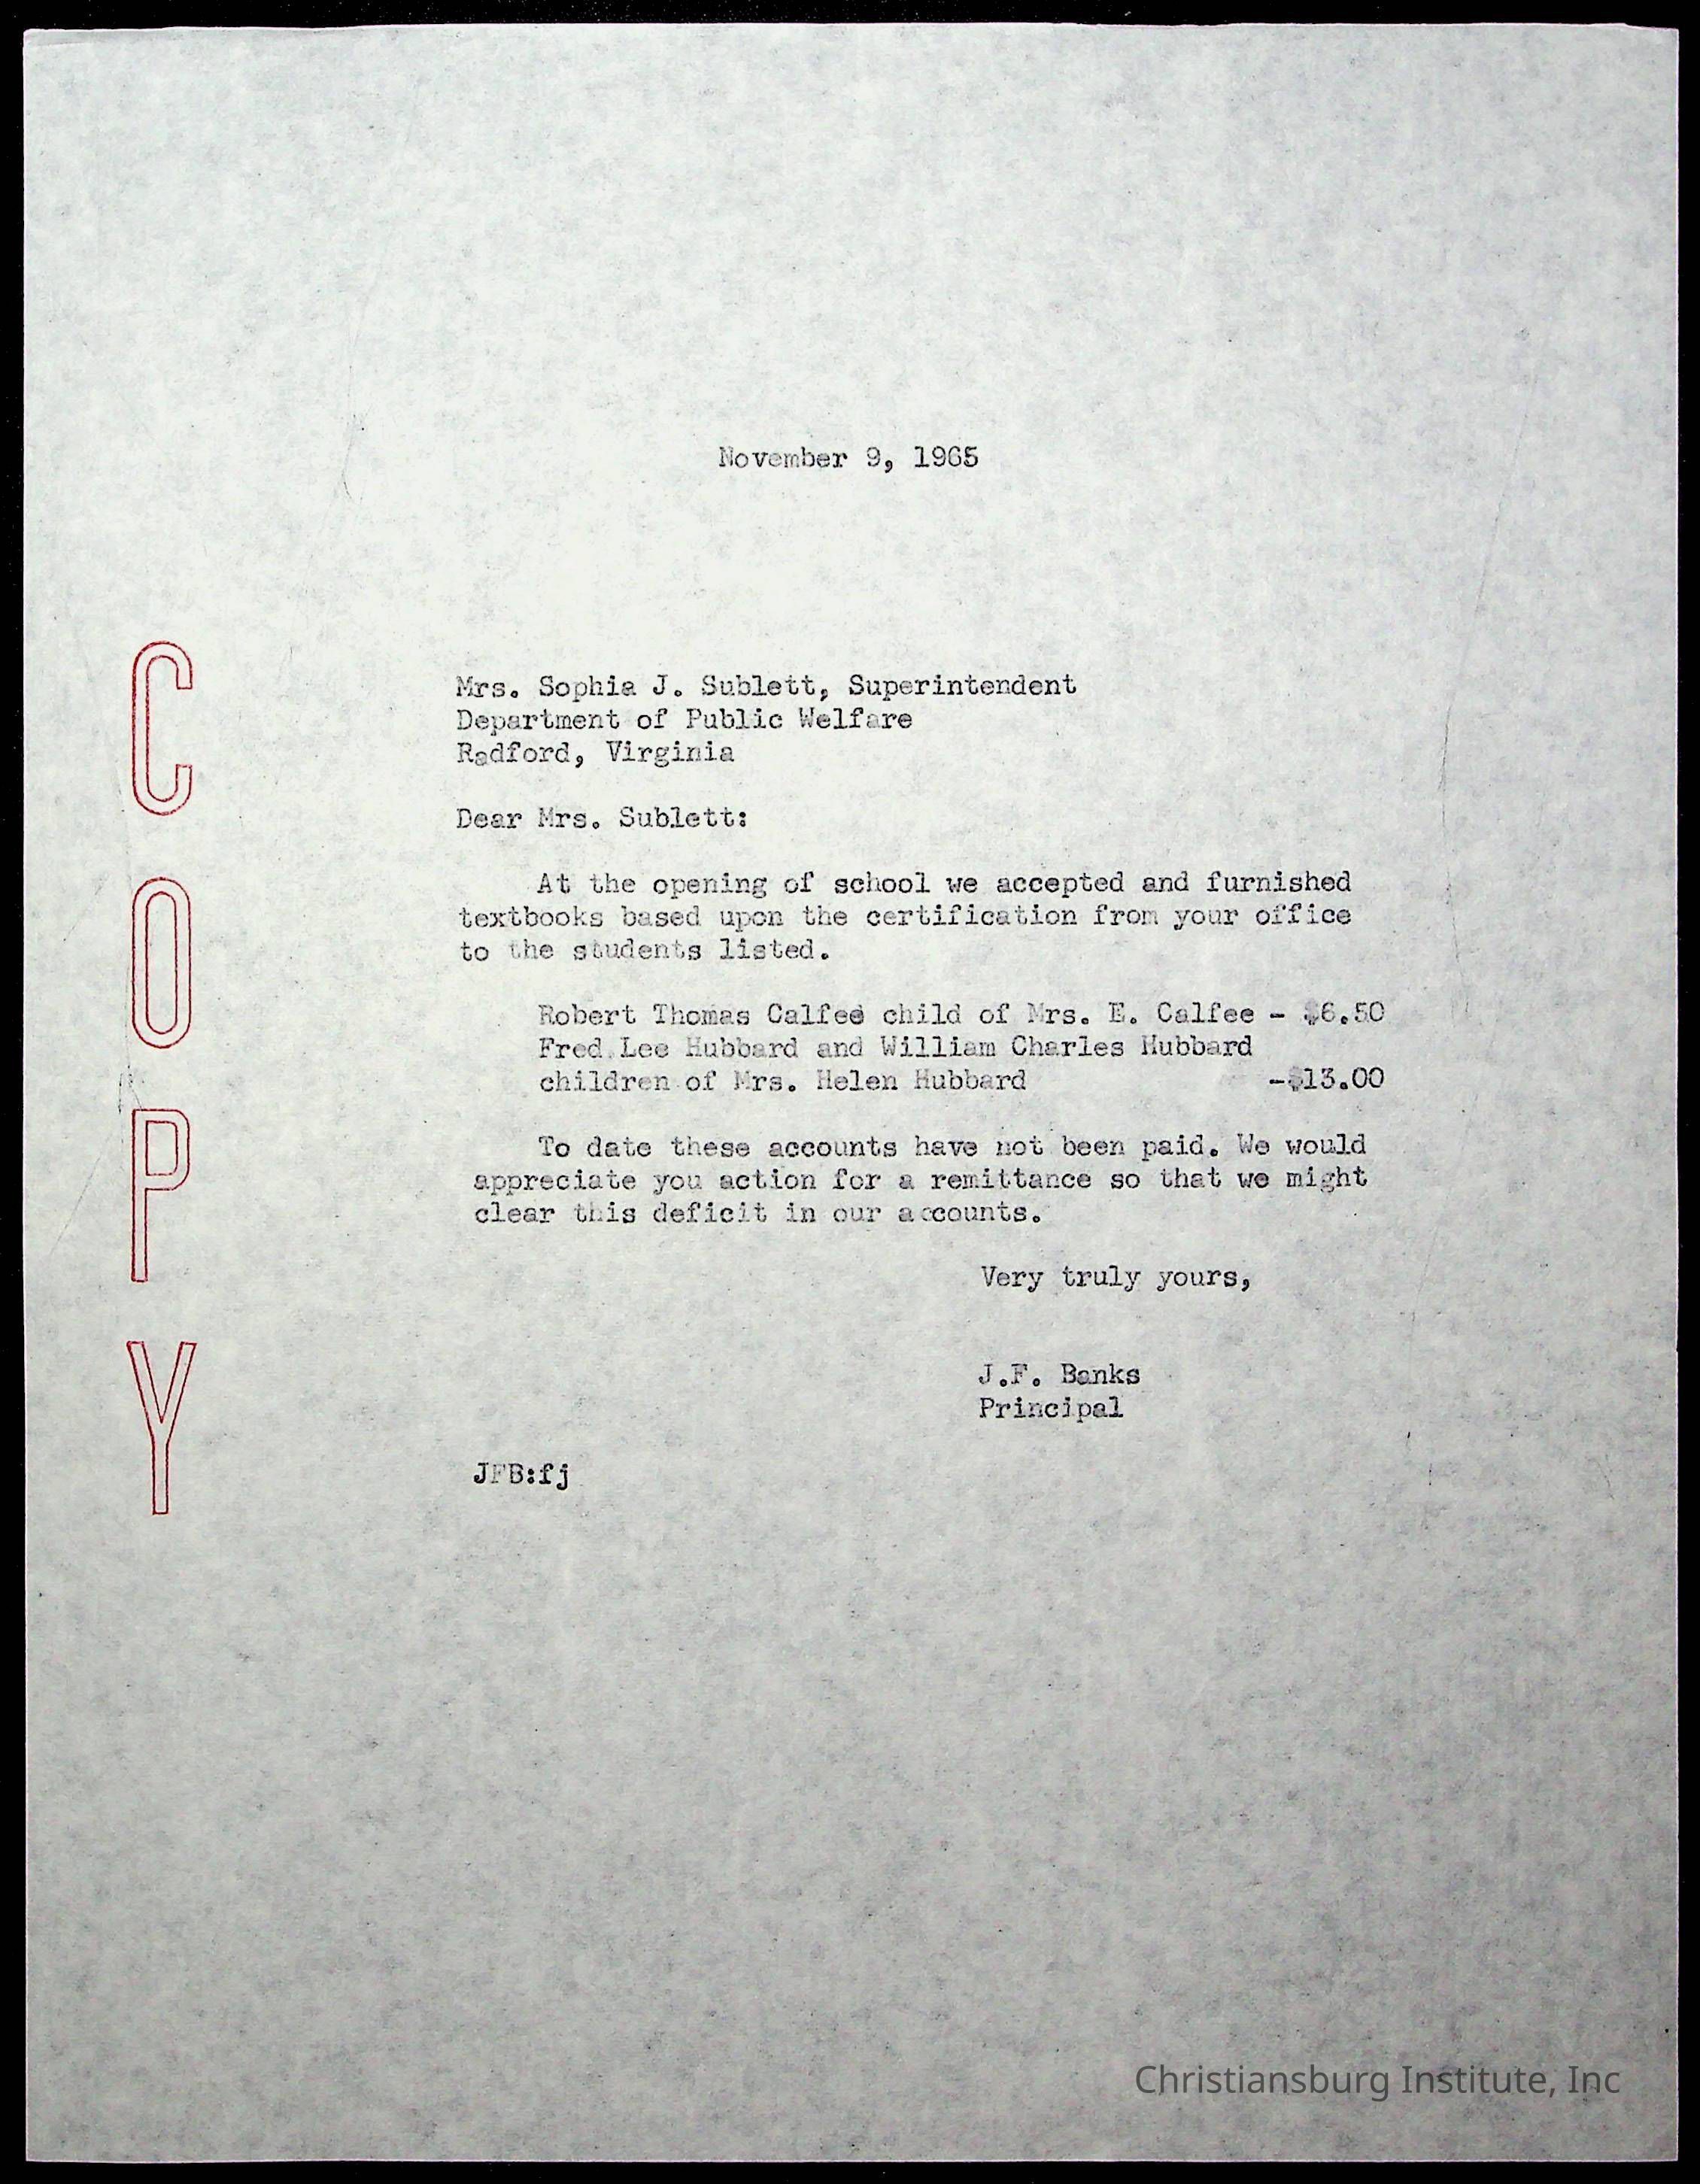 November 9, 1965
COPY
Mrs. Sophia J. Sublett, Superintendent
Department of Public Welfare
Radford, Virginia
Dear Mrs. Sublett:
At the opening of school we accepted and furnished
textbooks based upon the certification from your office
to the students listed.
Robert Thomas Calfee child of Mrs. E. Calfee - $6.50
Fred Lee Hubbard and William Charles Hubbard
children of Mrs. Helen Hubbard -$13.00
To date these accounts have not been paid. We would
appreciate you action for a remittance so that we might
clear this deficit in our accounts.
Very truly yours,
J.F. Banks
Principal
JFB:fj
Christiansburg Institute, Inc